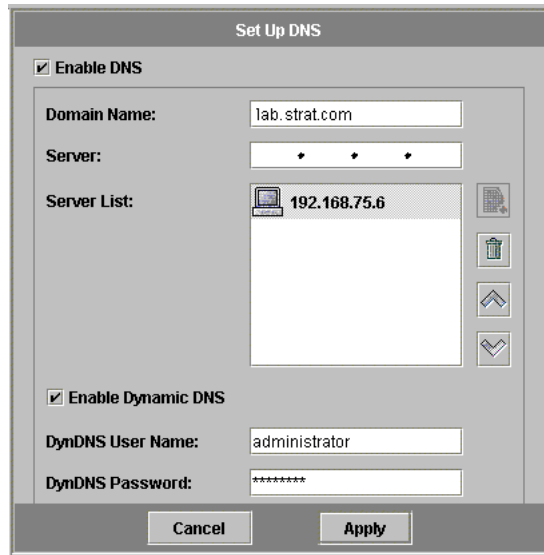 Set Up DNS
Enable DNS
Domain Name: lab.strat.com
Server: . . .
Server List: 192.168.75.6
Enable Dynamic DNS
DynDNS User Name: administrator
DynDNS Password: ********
Cancel Apply